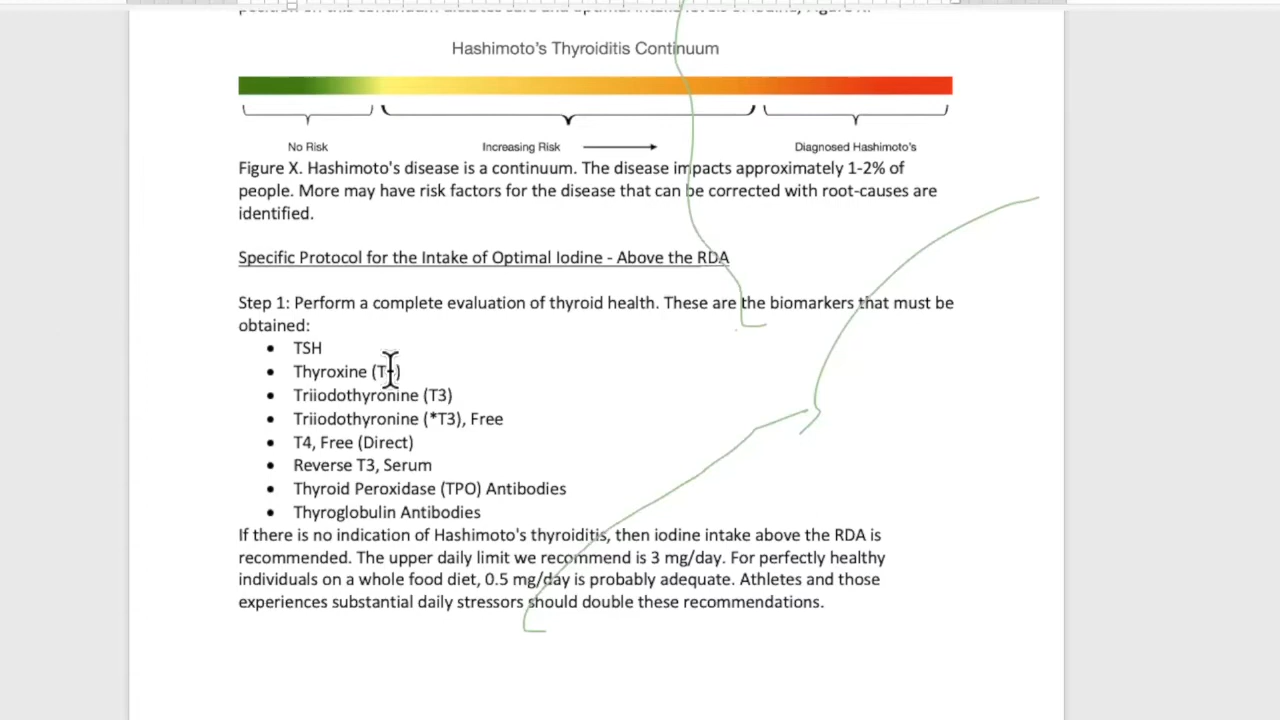 Hashimoto's Thyroiditis Continuum
No Risk
Increasing Risk
Diagnosed Hashimoto's
Figure X. Hashimoto's disease is a continuum. The disease impacts approximately 1-2% of
people. More may have risk factors for the disease that can be corrected with root-causes are
identified.
Specific Protocol for the Intake of Optimal Iodine - Above the RDA
Step 1: Perform a complete evaluation of thyroid health. These are the biomarkers that must be
obtained:
• TSH
• Thyroxine
• Triiodothyronine (T3)
• Triiodothyronine (*T3), Free
• T4, Free (Direct)
• Reverse T3, Serum
• Thyroid Peroxidase (TPO) Antibodies
• Thyroglobulin Antibodies
If there is no indication of Hashimoto's thyroiditis, then iodine intake above the RDA is
recommended. The upper daily limit we recommend is 3 mg/day. For perfectly healthy
individuals on a whole food diet, 0.5 mg/day is probably adequate. Athletes and those
experiences substantial daily stressors should double these recommendations.